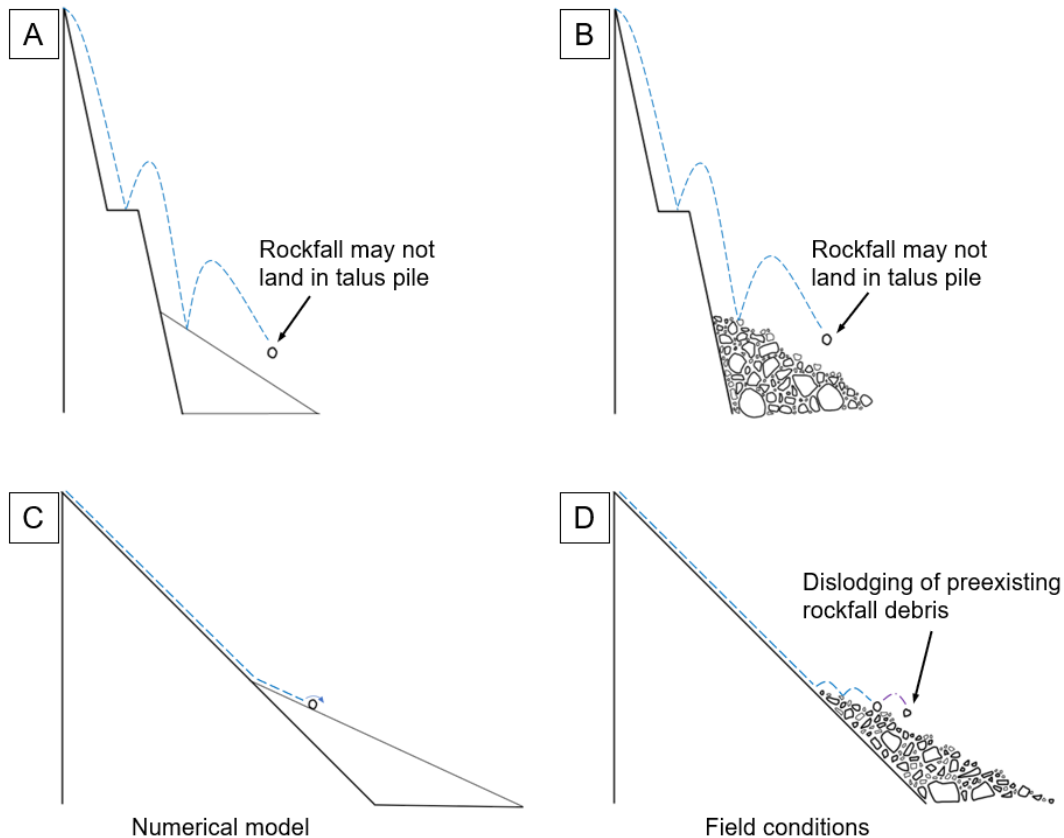 A
B
Rockfall may not
land in talus pile
Rockfall may not
land in talus pile
C
D
Dislodging of preexisting
rockfall debris
Numerical model
Field conditions